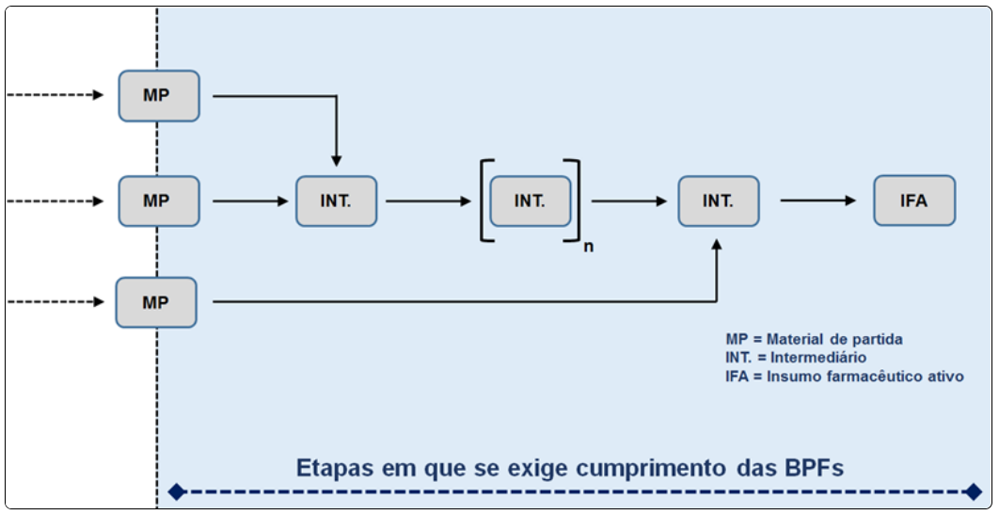 MP
MP
INT.
INT.
n
INT.
IFA
MP
MP = Material de partida
INT. = Intermediário
IFA = Insumo farmacêutico ativo
Etapas em que se exige cumprimento das BPFs